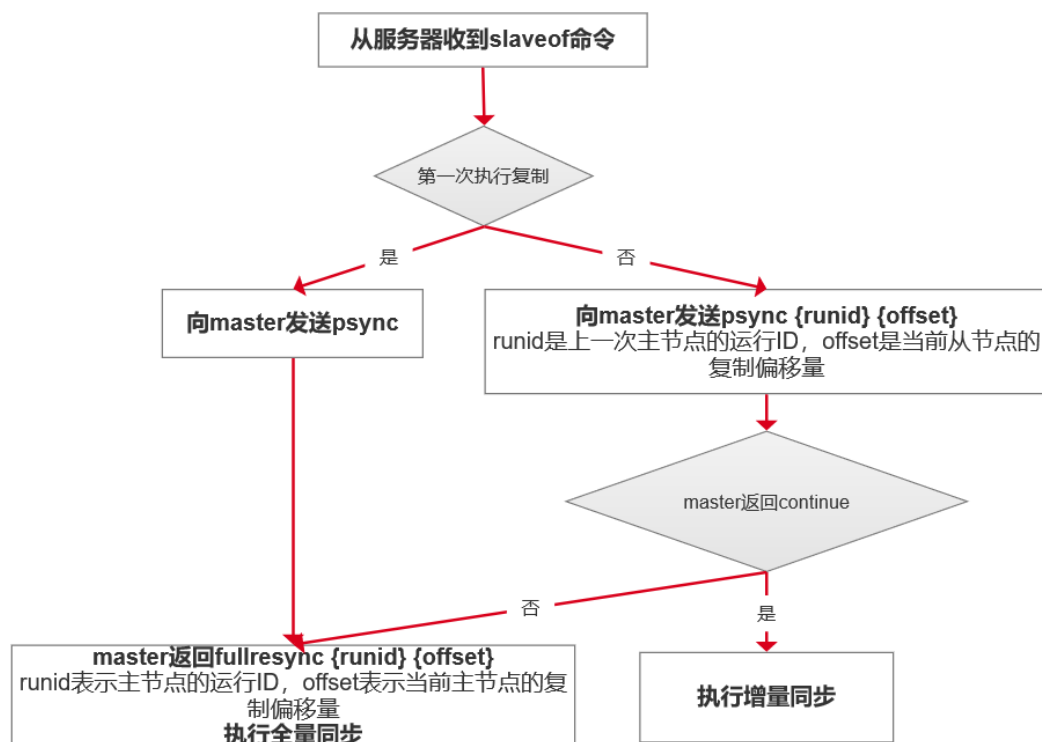 从服务器收到slaveof命令
第一次执行复制
是
否
向master发送psync
向master发送psync {runid} {offset}
runid是上一次主节点的运行ID，offset是当前从节点的
复制偏移量
master返回continue
否
是
master返回fullresync {runid} {offset}
runid表示主节点的运行ID，offset表示当前主节点的复
制偏移量
执行全量同步
执行增量同步